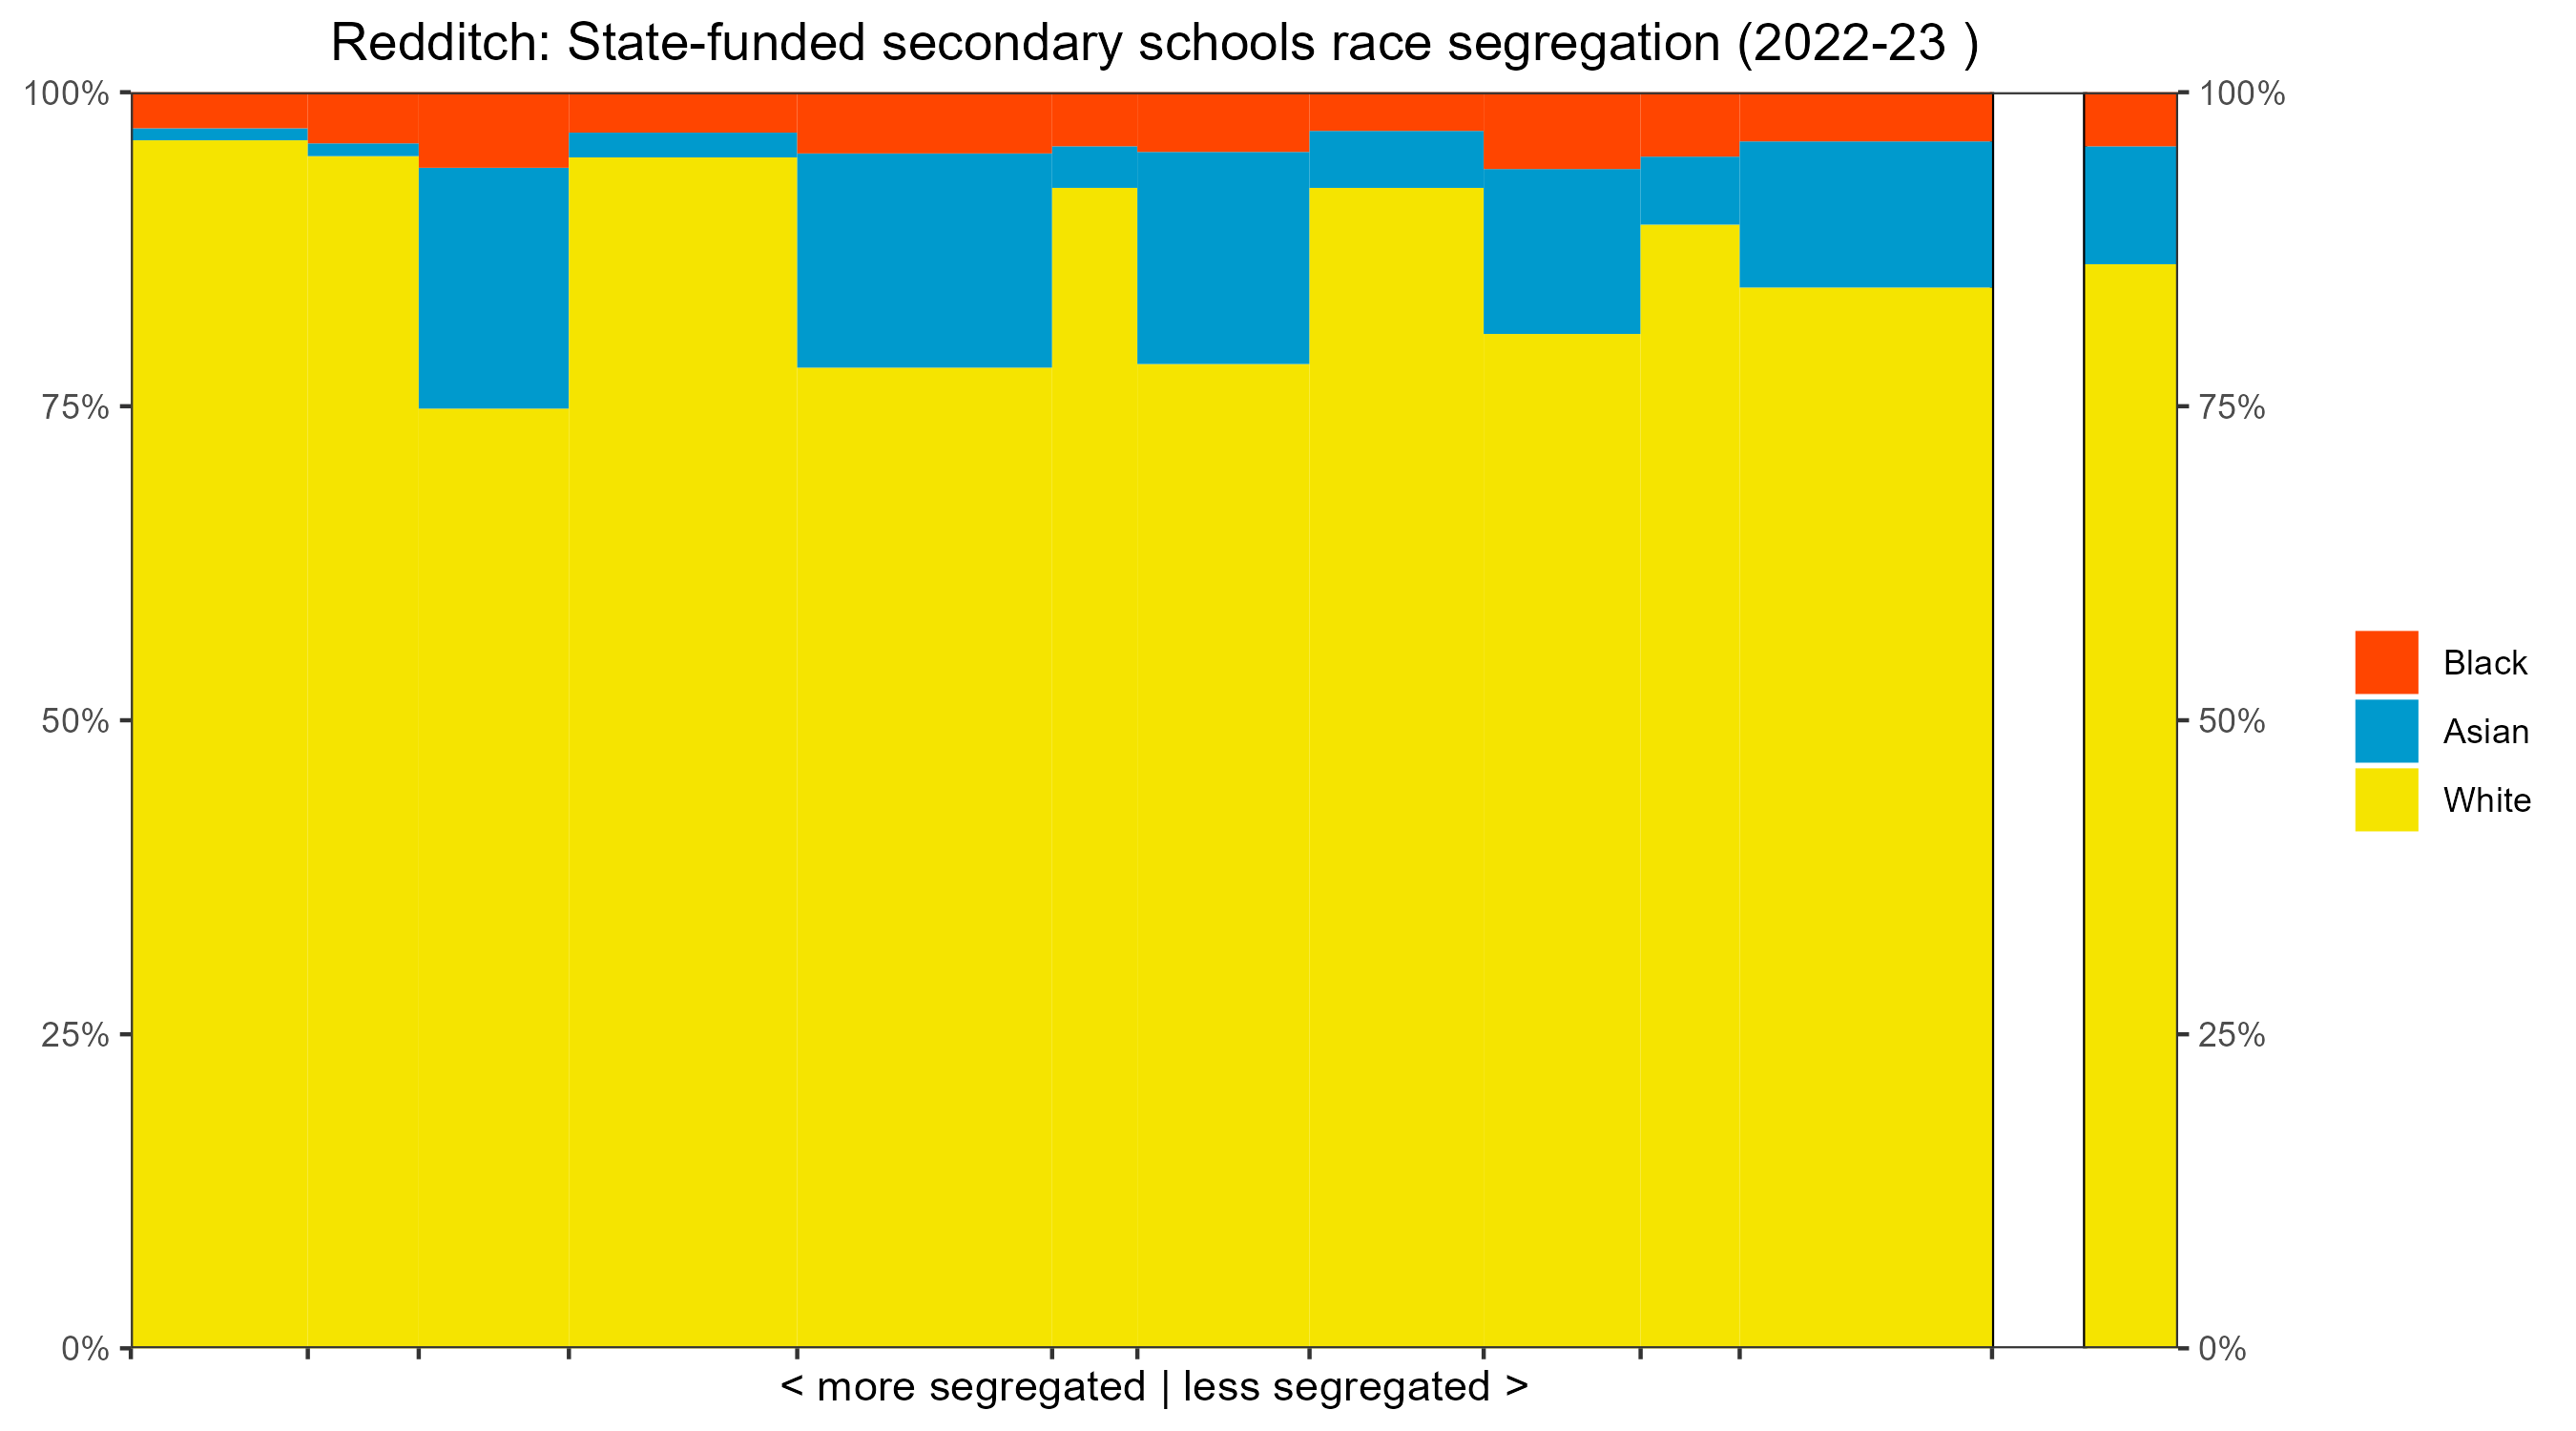 Redditch: State-funded secondary schools race segregation (2022-23 )
100%
75%
50%
25%
0%
100%
75%
50%
25%
0%
< more segregated | less segregated >
Black
Asian
White